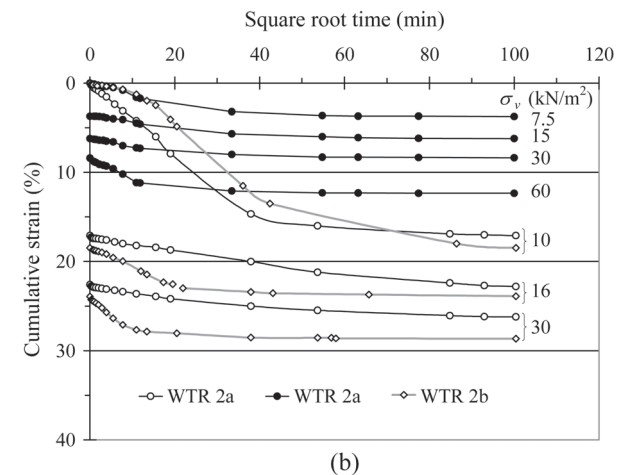 Square root time (min)
0 20 40 60 80 100 120
Cumulative strain (%)
0
10
20
30
40
σv (kN/m²)
7.5
15
30
60
10
16
30
WTR 2a WTR 2a WTR 2b
(b)